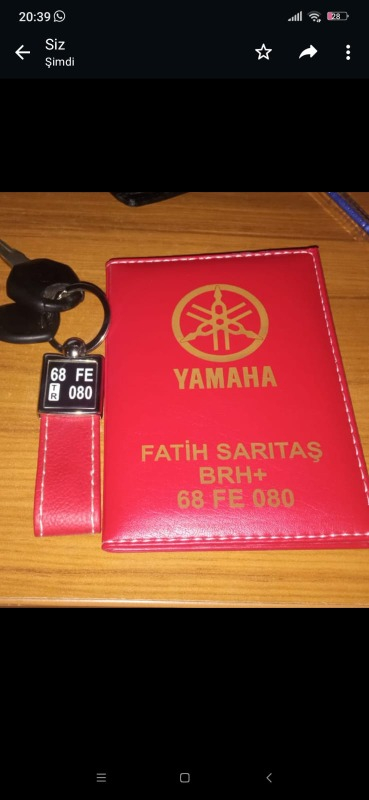 20:39
28
Siz
Şimdi
YAMAHA
68 FE
TR 080
FATİH SARITAŞ
BRH+
68 FE 080